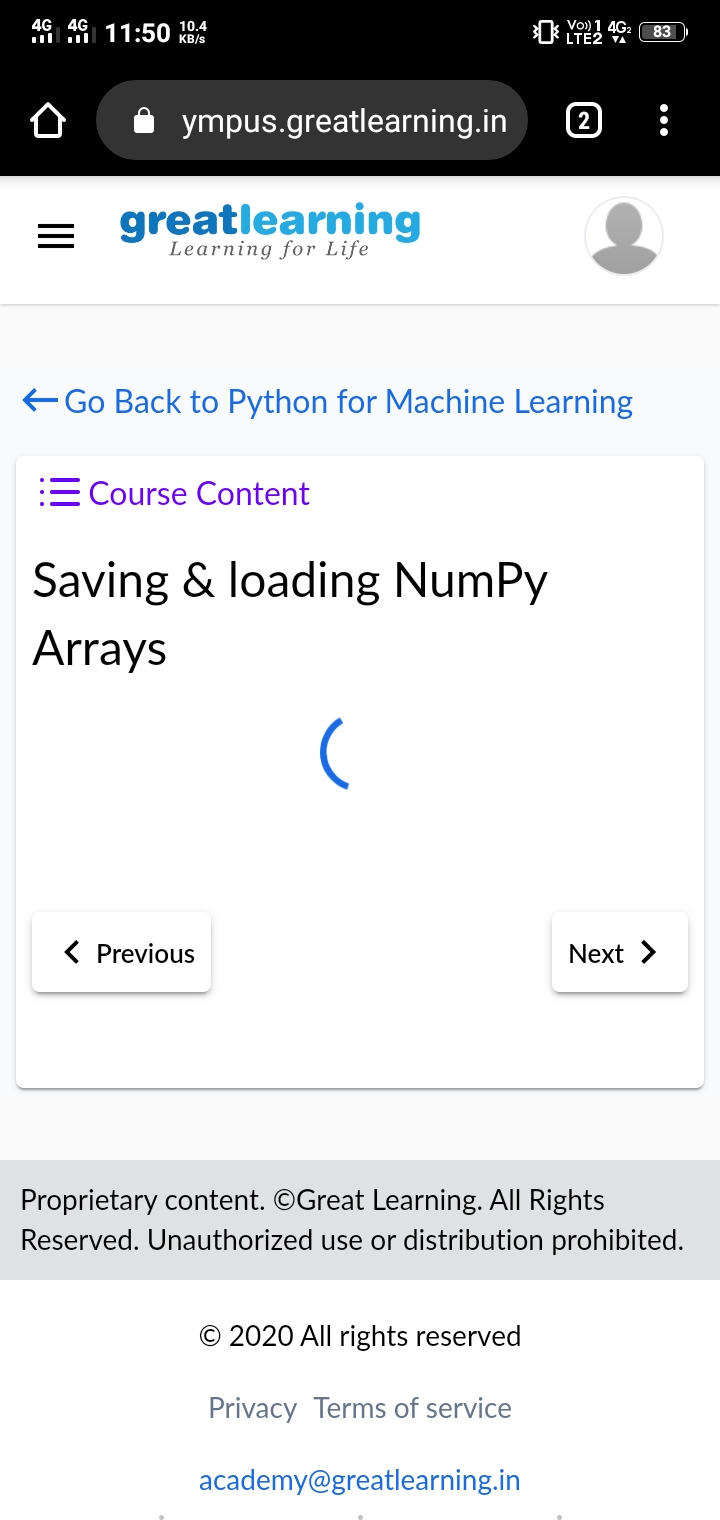 4G 4G 11:50 10.4 KB/s Vo)) 1 LTE2 4G2 83
ympus.greatlearning.in 2
greatlearning
Learning for Life
Go Back to Python for Machine Learning
Course Content
Saving & loading NumPy
Arrays
Previous Next
Proprietary content. ©Great Learning. All Rights
Reserved. Unauthorized use or distribution prohibited.
© 2020 All rights reserved
Privacy Terms of service
academy@greatlearning.in